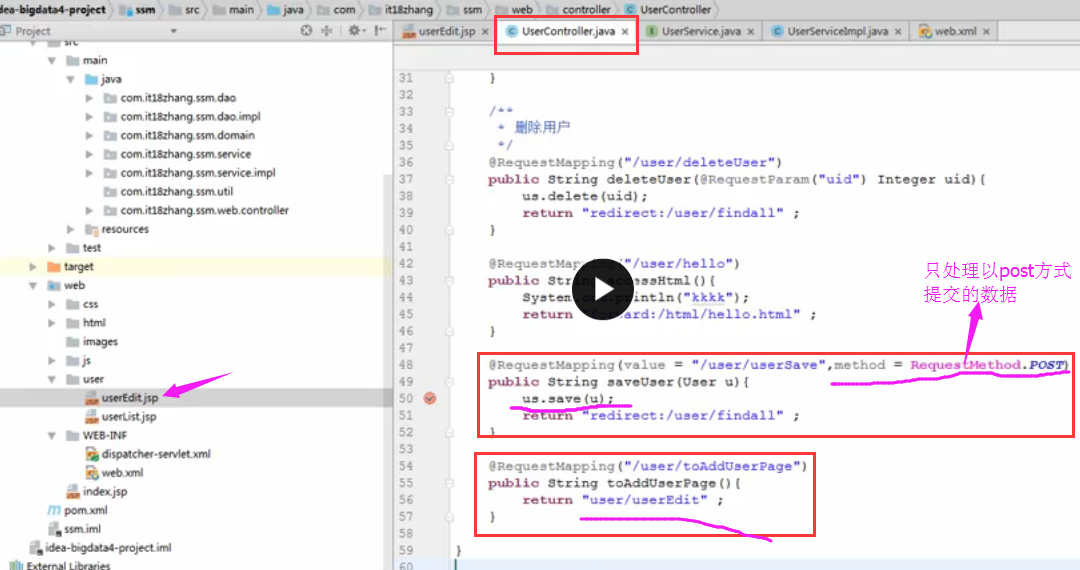 idea-bigdata4-project ssm src main java com it18zhang ssm web controller UserController
Project
userEdit.jsp UserController.java UserService.java UserServiceImpl.java web.xml
src
main
java
com.it18zhang.ssm.dao
com.it18zhang.ssm.dao.impl
com.it18zhang.ssm.domain
com.it18zhang.ssm.service
com.it18zhang.ssm.service.impl
com.it18zhang.ssm.util
com.it18zhang.ssm.web.controller
resources
test
target
web
css
html
images
js
user
userEdit.jsp
userList.jsp
WEB-INF
dispatcher-servlet.xml
web.xml
index.jsp
pom.xml
ssm.iml
idea-bigdata4-project.iml
External Libraries
31 }
32
33 /**
34 * 删除用户
35 */
36 @RequestMapping("/user/deleteUser")
37 public String deleteUser(@RequestParam("uid") Integer uid){
38 us.delete(uid);
39 return "redirect:/user/findall" ;
40 }
41
42 "/user/hello")
43 public
44 println("kkkk");
45 return /html/hello.html" ;
46 }
47
48 @RequestMapping(value = "/user/userSave",method = RequestMethod.POST)
49 public String saveUser(User u){
50 us.save(u);
51 return "redirect:/user/findall" ;
52 }
53
54 @RequestMapping("/user/toAddUserPage")
55 public String toAddUserPage(){
56 return "user/userEdit" ;
57 }
58
59 }
60
只处理以post方式
提交的数据